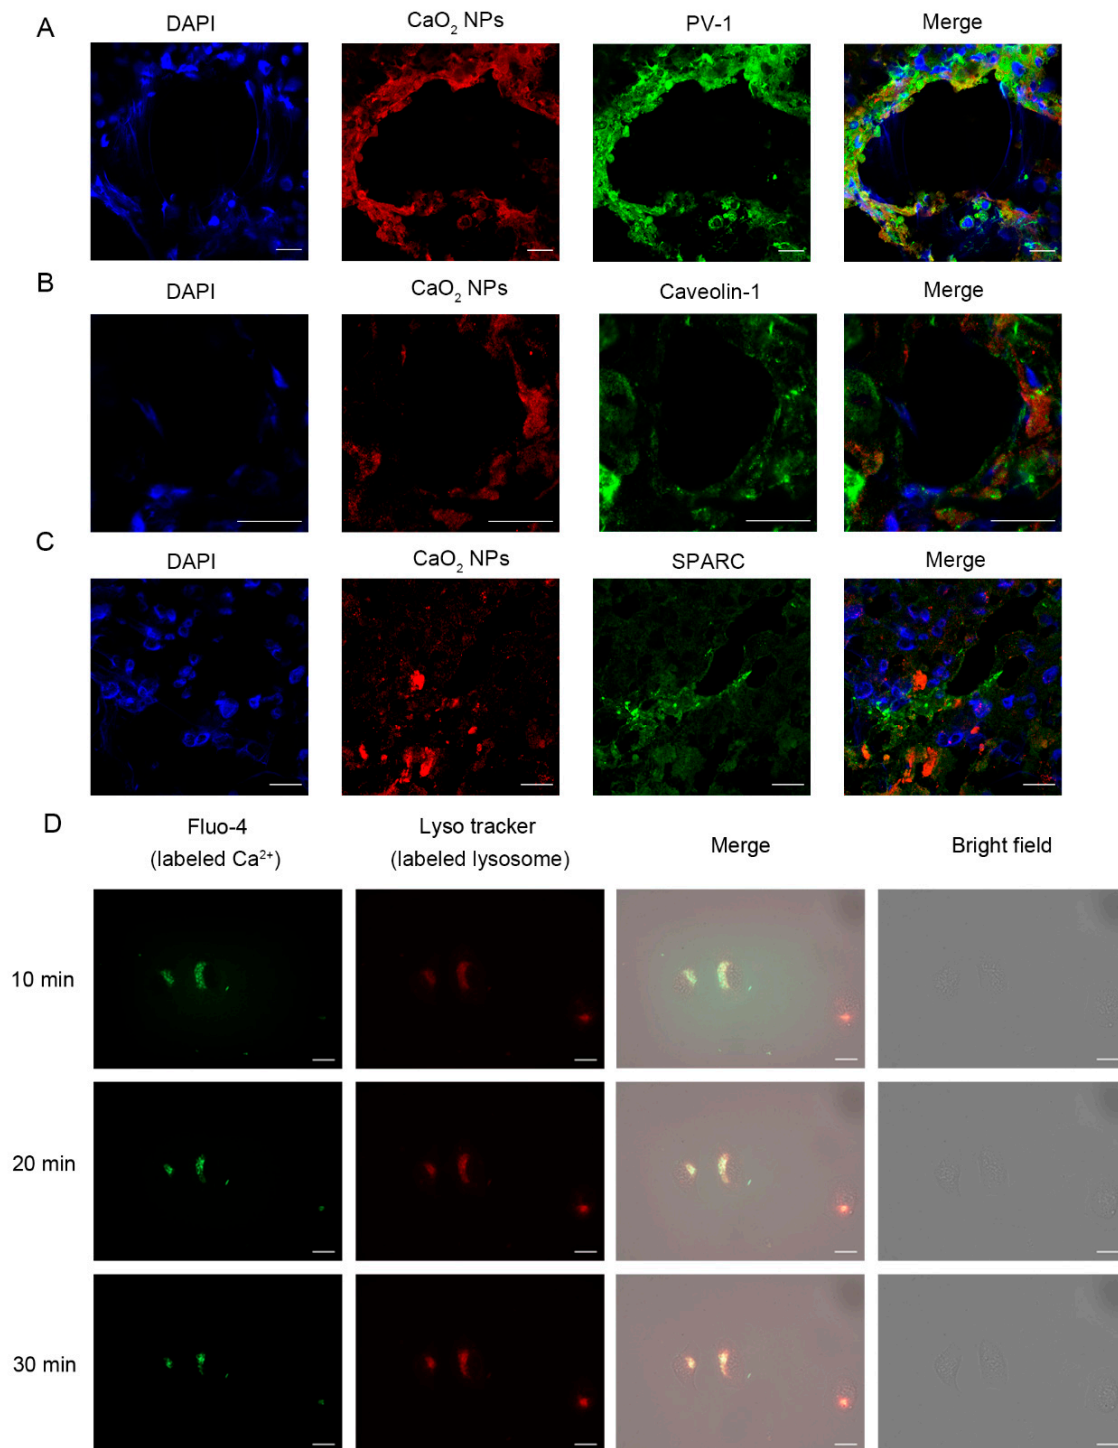 A
DAPI
CaO₂ NPs
PV-1
Merge
B
DAPI
CaO₂ NPs
Caveolin-1
Merge
C
DAPI
CaO₂ NPs
SPARC
Merge
D
Fluo-4
(labeled Ca²⁺)
Lyso tracker
(labeled lysosome)
Merge
Bright field
10 min
20 min
30 min